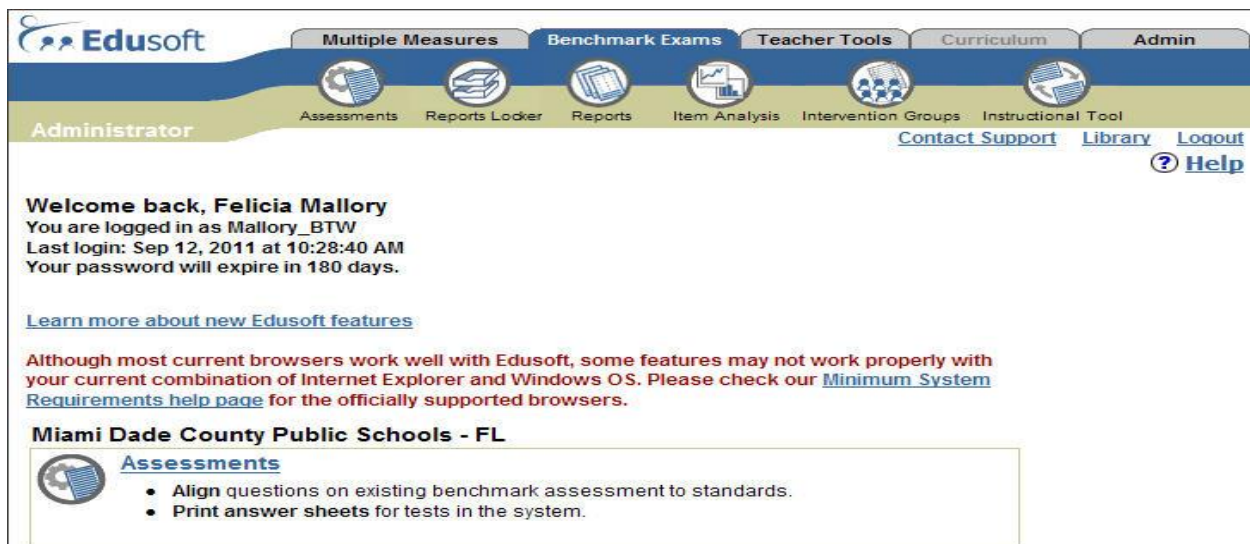 Edusoft
Multiple Measures Benchmark Exams Teacher Tools Curriculum Admin
Assessments Reports Locker Reports Item Analysis Intervention Groups Instructional Tool
Administrator
Contact Support Library Logout
? Help
Welcome back, Felicia Mallory
You are logged in as Mallory_BTW
Last login: Sep 12, 2011 at 10:28:40 AM
Your password will expire in 180 days.
Learn more about new Edusoft features
Although most current browsers work well with Edusoft, some features may not work properly with
your current combination of Internet Explorer and Windows OS. Please check our Minimum System
Requirements help page for the officially supported browsers.
Miami Dade County Public Schools - FL
Assessments
• Align questions on existing benchmark assessment to standards.
• Print answer sheets for tests in the system.